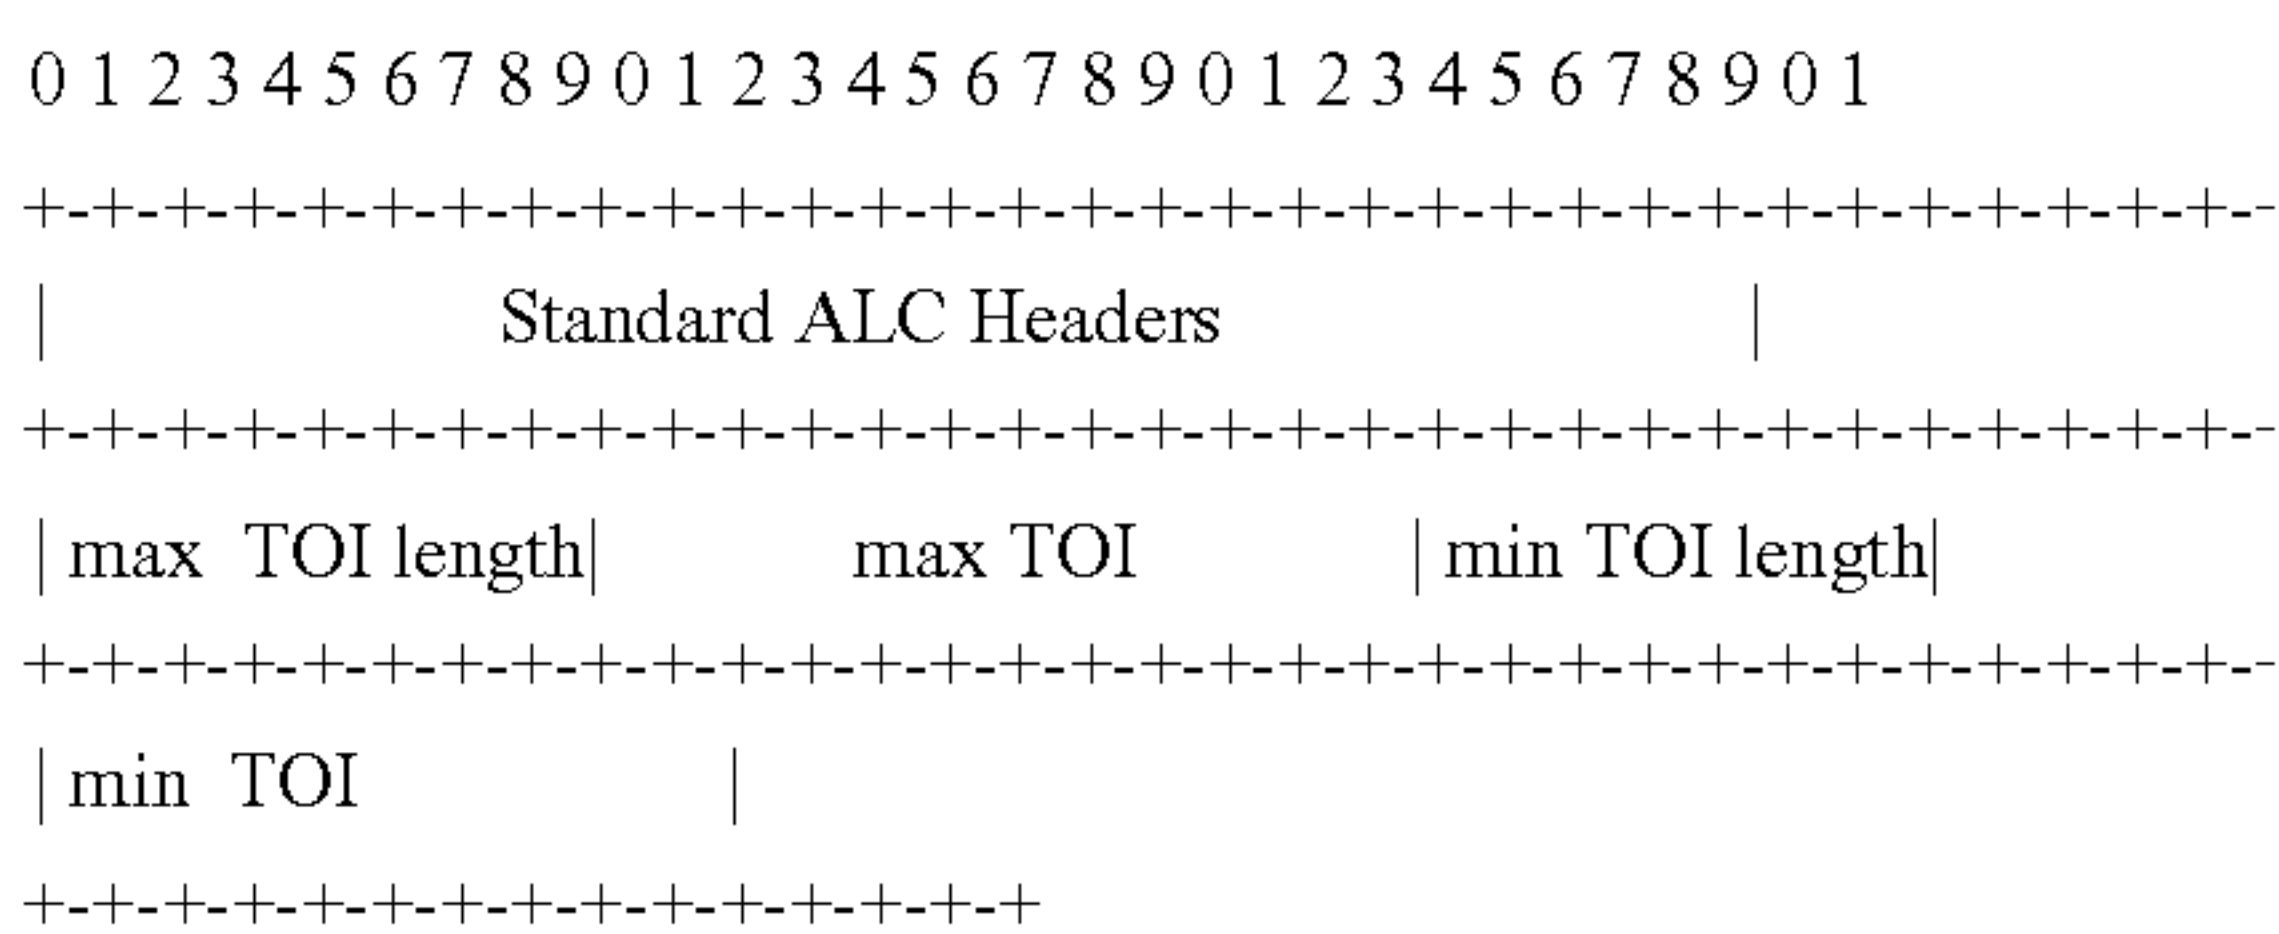 0 1 2 3 4 5 6 7 8 9 0 1 2 3 4 5 6 7 8 9 0 1 2 3 4 5 6 7 8 9 0 1
+-+-+-+-+-+-+-+-+-+-+-+-+-+-+-+-+-+-+-+-+-+-+-+-+-+-+-+-+-+-+-+--
| Standard ALC Headers |
+-+-+-+-+-+-+-+-+-+-+-+-+-+-+-+-+-+-+-+-+-+-+-+-+-+-+-+-+-+-+-+--
| max TOI length| max TOI | min TOI length|
+-+-+-+-+-+-+-+-+-+-+-+-+-+-+-+-+-+-+-+-+-+-+-+-+-+-+-+-+-+-+-+--
| min TOI |
+-+-+-+-+-+-+-+-+-+-+-+-+-+-+